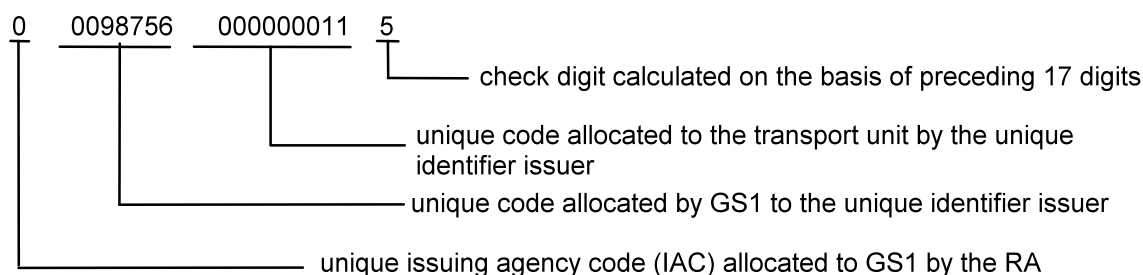 0 0098756 000000011 5
check digit calculated on the basis of preceding 17 digits
unique code allocated to the transport unit by the unique
identifier issuer
unique code allocated by GS1 to the unique identifier issuer
unique issuing agency code (IAC) allocated to GS1 by the RA